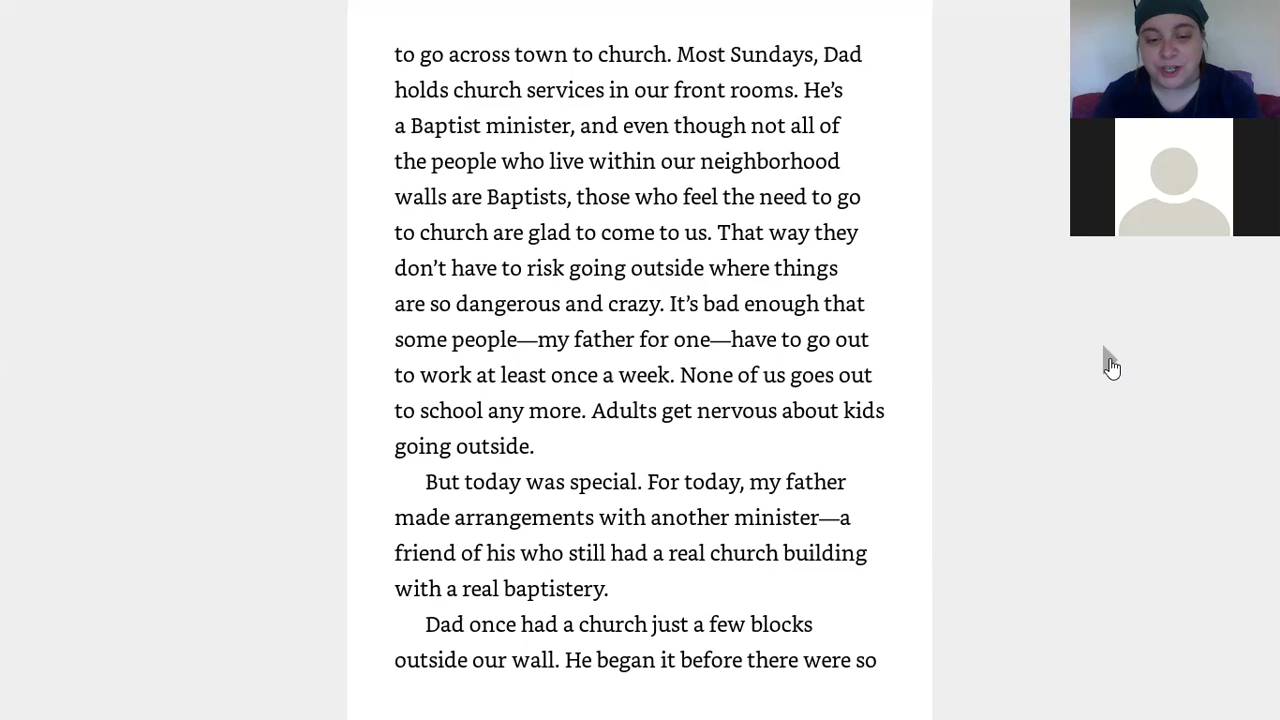 to go across town to church. Most Sundays, Dad
holds church services in our front rooms. He’s
a Baptist minister, and even though not all of
the people who live within our neighborhood
walls are Baptists, those who feel the need to go
to church are glad to come to us. That way they
don’t have to risk going outside where things
are so dangerous and crazy. It’s bad enough that
some people—my father for one—have to go out
to work at least once a week. None of us goes out
to school any more. Adults get nervous about kids
going outside.
But today was special. For today, my father
made arrangements with another minister—a
friend of his who still had a real church building
with a real baptistery.
Dad once had a church just a few blocks
outside our wall. He began it before there were so